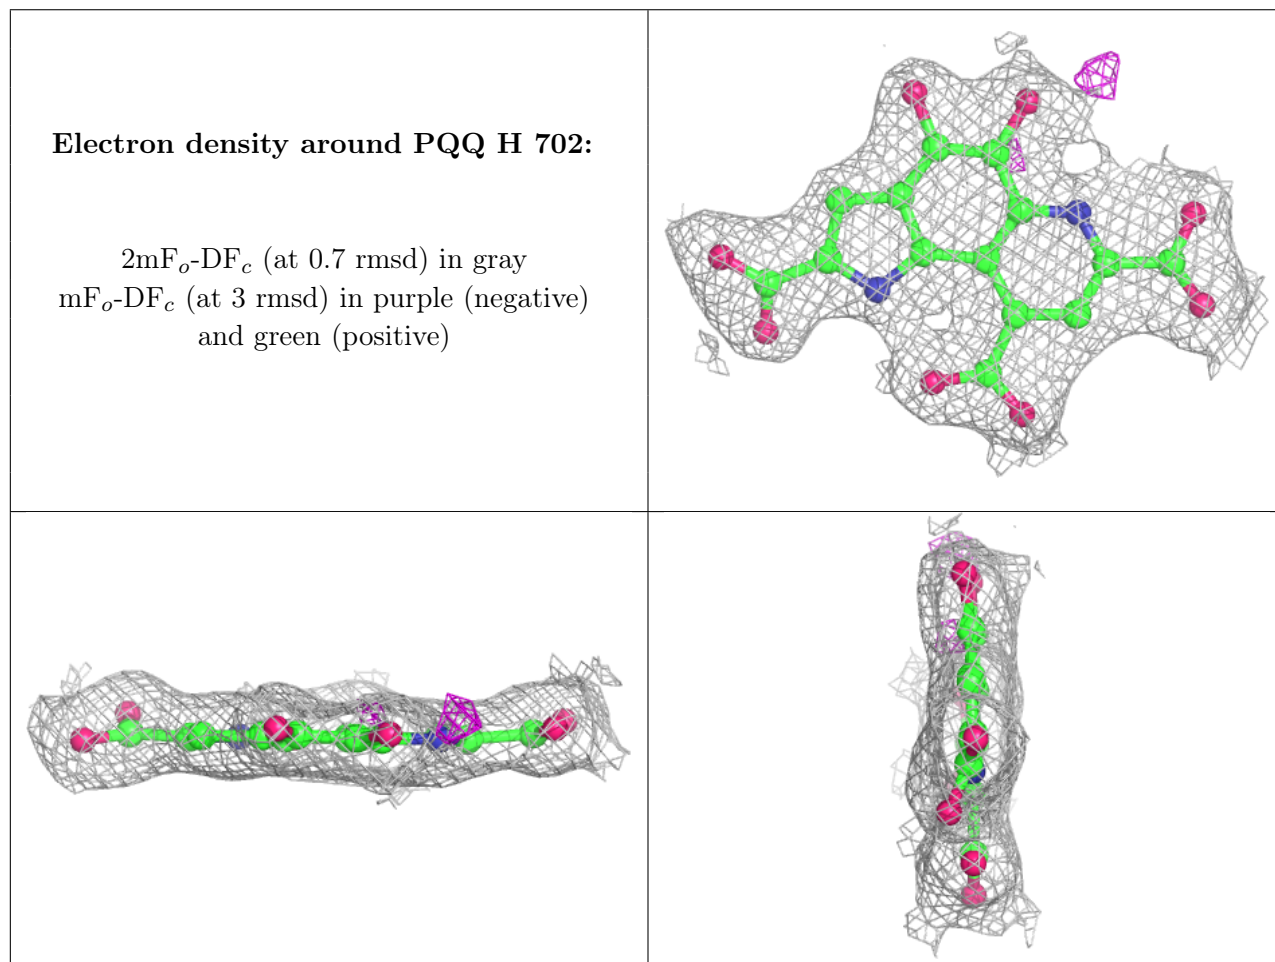 Electron density around PQQ H 702:
2mFo-DFc (at 0.7 rmsd) in gray
mFo-DFc (at 3 rmsd) in purple (negative)
and green (positive)